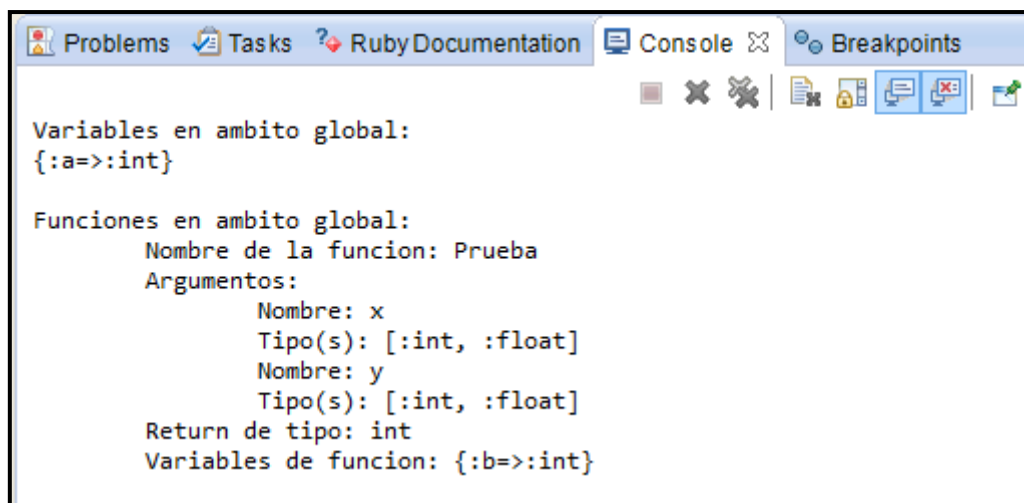 Problems Tasks Ruby Documentation Console Breakpoints
Variables en ambito global:
{:a=>:int}
Funciones en ambito global:
Nombre de la funcion: Prueba
Argumentos:
Nombre: x
Tipo(s): [:int, :float]
Nombre: y
Tipo(s): [:int, :float]
Return de tipo: int
Variables de funcion: {:b=>:int}